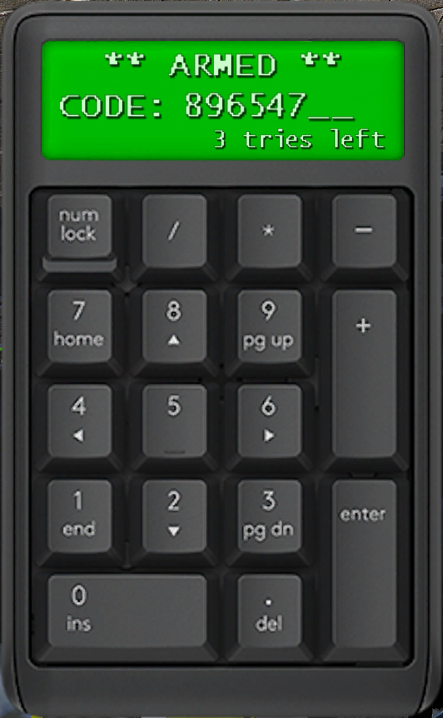 ** ARMED **
CODE: 896547__
3 tries left
num lock
/
*
-
7 home
8
9 pg up
+
4
5
6
1 end
2
3 pg dn
enter
0 ins
. del